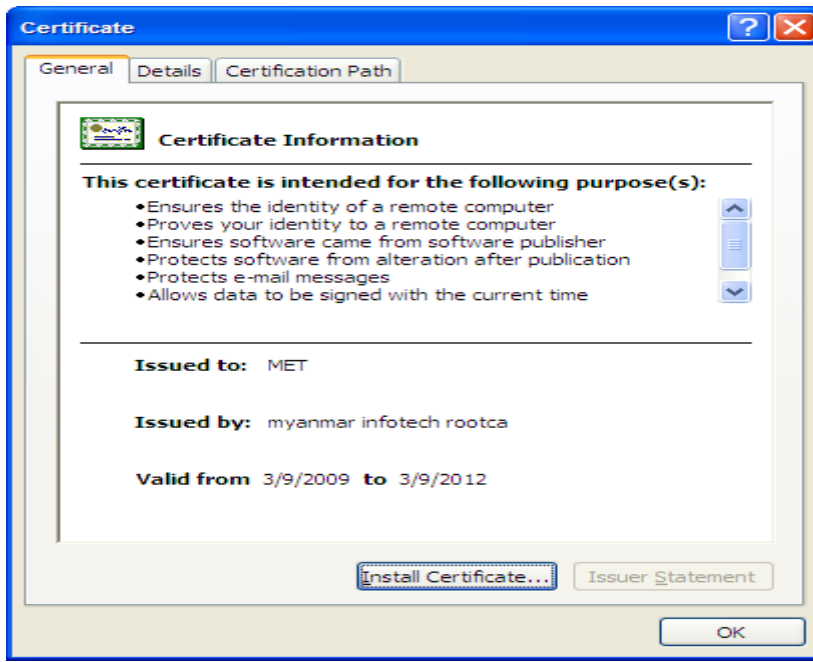 Certificate
General Details Certification Path
Certificate Information
This certificate is intended for the following purpose(s):
•Ensures the identity of a remote computer
•Proves your identity to a remote computer
•Ensures software came from software publisher
•Protects software from alteration after publication
•Protects e-mail messages
•Allows data to be signed with the current time
Issued to: MET
Issued by: myanmar infotech rootca
Valid from 3/9/2009 to 3/9/2012
Install Certificate... Issuer Statement
OK